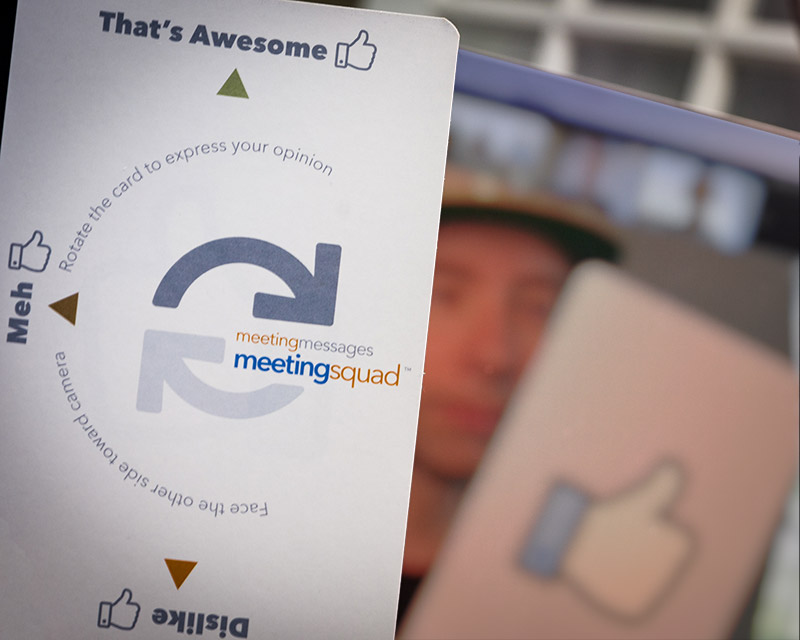 That's Awesome
Rotate the card to express your opinion
Meh
meetingmessages
meetingsquad™
Face the other side toward camera
Dislike